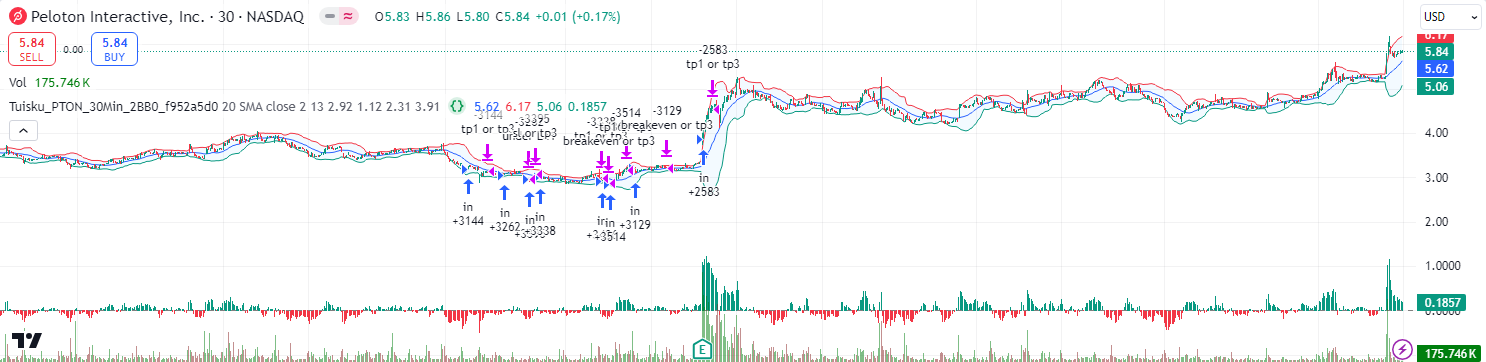 Peloton Interactive, Inc. · 30 · NASDAQ O5.83 H5.86 L5.80 C5.84 +0.01 (+0.17%)
USD
5.84
SELL
0.00
5.84
BUY
Vol 175.746 K
Tuisku_PTON_30Min_2BB0_f952a5d0 20 SMA close 2 13 2.92 1.12 2.31 3.91 5.62 6.17 5.06 0.1857
-2583
tp1 or tp3
-3144
tp1 or tp3
-3514
-3129
breakeven or tp3
breakeven or tp3
in
+3144
in
+3262
in
in
+3338
in
+3514
in
+3129
in
+2583
6.17
5.84
5.62
5.06
4.00
3.00
2.00
1.0000
0.1857
0.0000
175.746 K
E